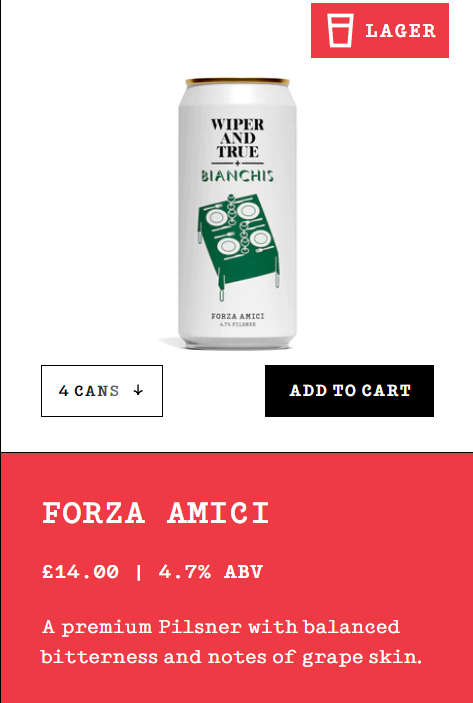 LAGER
WIPER
AND
TRUE
BIANCHIS
FORZA AMICI
4.7% PILSNER
4 CANS ↓
ADD TO CART
FORZA AMICI
£14.00 | 4.7% ABV
A premium Pilsner with balanced
bitterness and notes of grape skin.